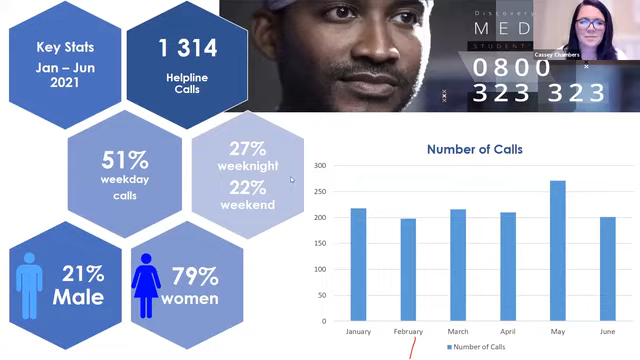 Key Stats
Jan – Jun
2021
1 314
Helpline
Calls
Discovery
MED
STUDENT
0800
323 323
Cassey Chambers
51%
weekday
calls
27%
weeknight
22%
weekend
21%
Male
79%
women
Number of Calls
300
250
200
150
100
50
0
January February March April May June
Number of Calls